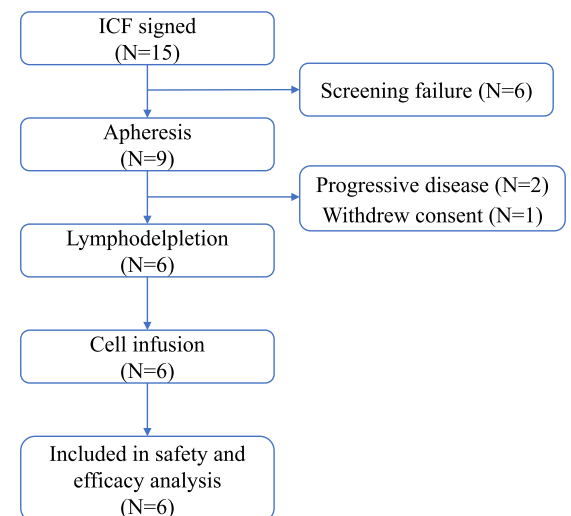 ICF signed
(N=15)
Screening failure (N=6)
Apheresis
(N=9)
Progressive disease (N=2)
Withdrew consent (N=1)
Lymphodelpletion
(N=6)
Cell infusion
(N=6)
Included in safety and
efficacy analysis
(N=6)